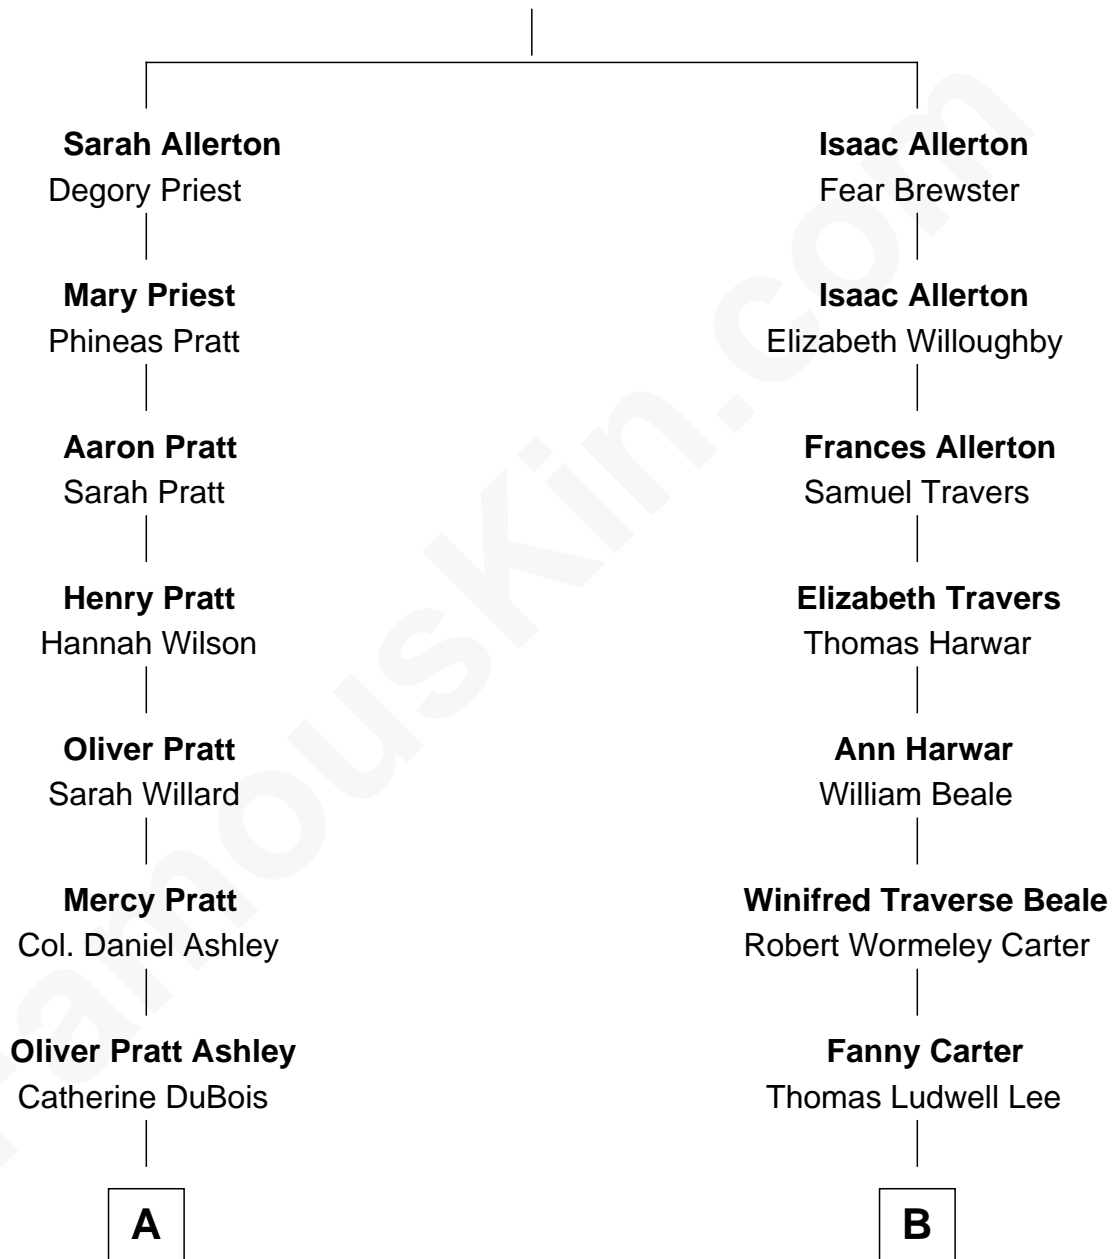 Sarah Allerton
Degory Priest
Mary Priest
Phineas Pratt
Aaron Pratt
Sarah Pratt
Henry Pratt
Hannah Wilson
Oliver Pratt
Sarah Willard
Mercy Pratt
Col. Daniel Ashley
Oliver Pratt Ashley
Catherine DuBois
A
Isaac Allerton
Fear Brewster
Isaac Allerton
Elizabeth Willoughby
Frances Allerton
Samuel Travers
Elizabeth Travers
Thomas Harwar
Ann Harwar
William Beale
Winifred Traverse Beale
Robert Wormeley Carter
Fanny Carter
Thomas Ludwell Lee
B
FamousKin.com